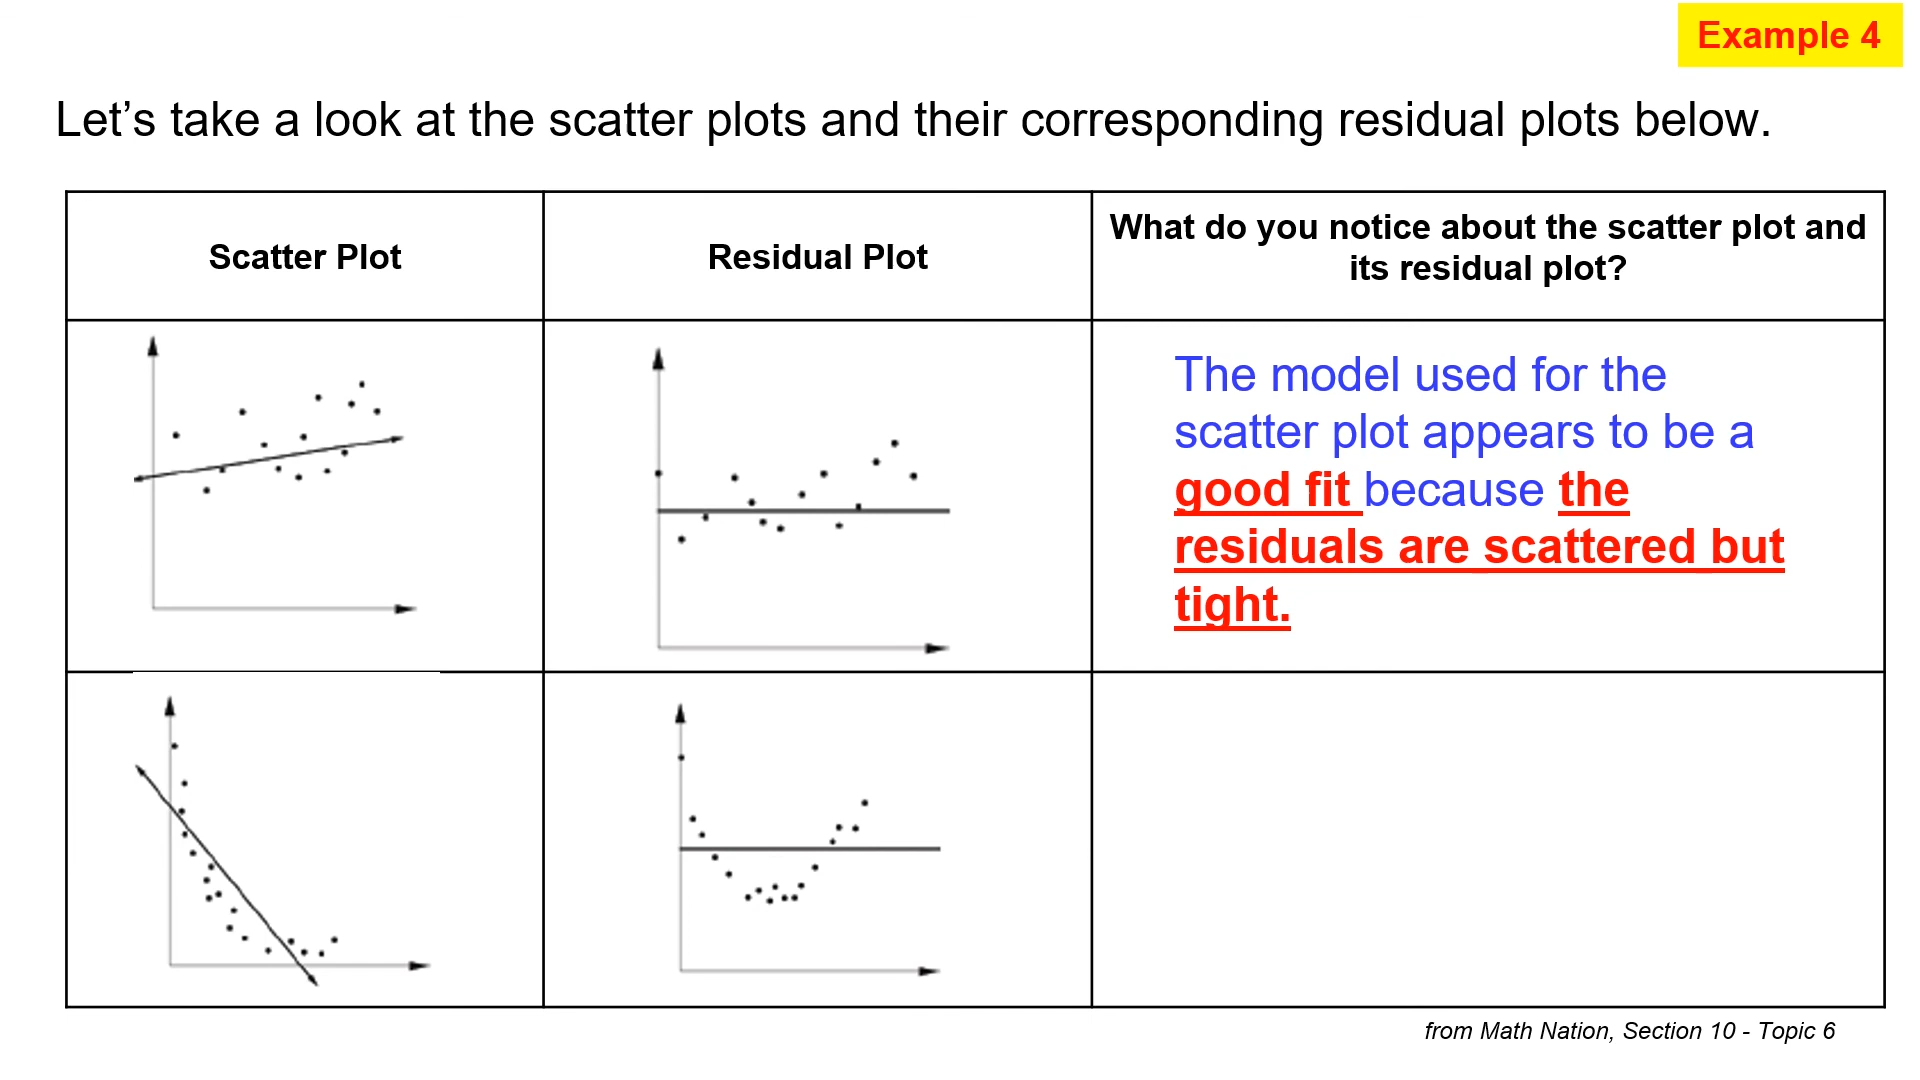 Example 4
Let’s take a look at the scatter plots and their corresponding residual plots below.
Scatter Plot
Residual Plot
What do you notice about the scatter plot and
its residual plot?
The model used for the
scatter plot appears to be a
good fit because the
residuals are scattered but
tight.
from Math Nation, Section 10 - Topic 6